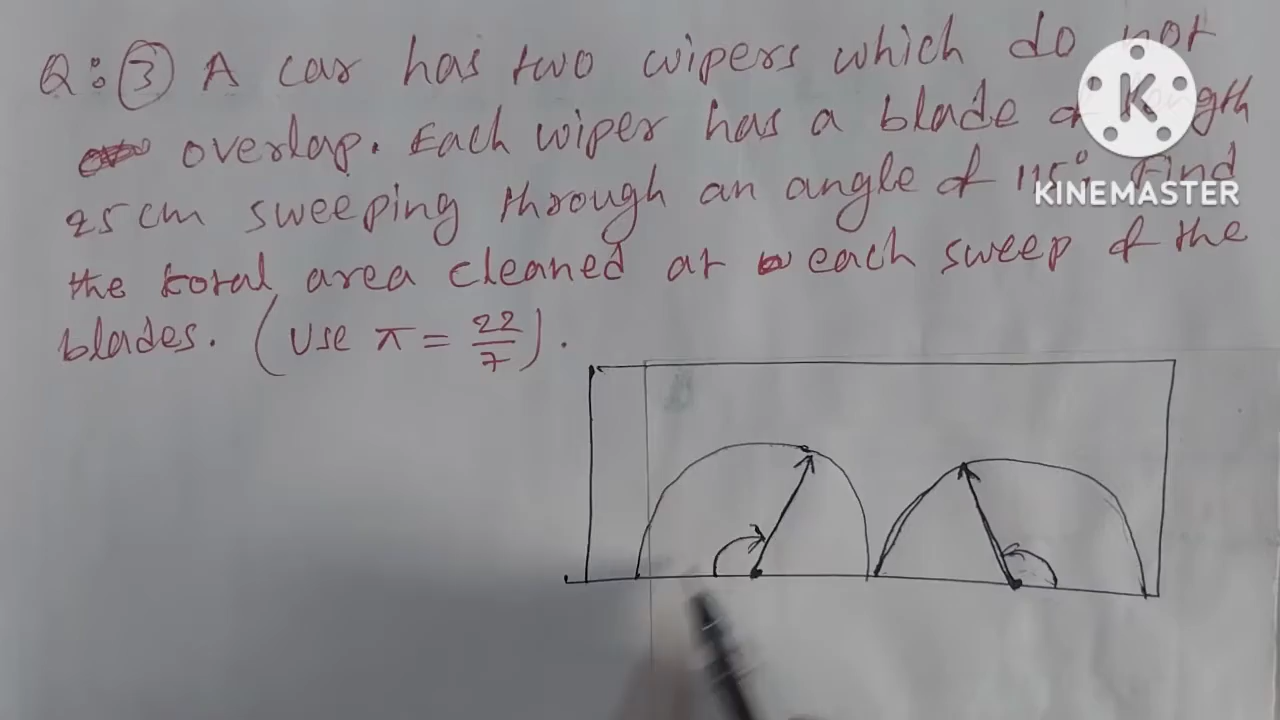 Q: 3 A car has two wipers which do not
overlap. Each wiper has a blade of length
25 cm sweeping through an angle of 115°. Find
the total area cleaned at each sweep of the
blades. (Use π = 22/7).
K
KINEMASTER